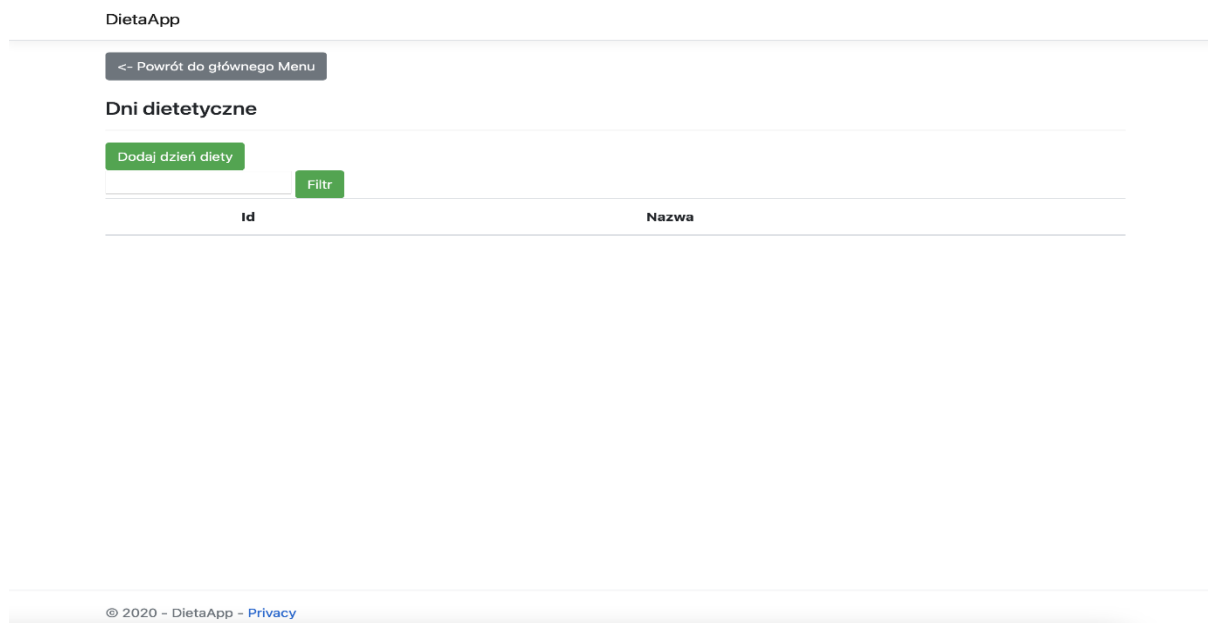 DietaApp
<- Powrót do głównego Menu
Dni dietetyczne
Dodaj dzień diety
Filtr
Id Nazwa
© 2020 - DietaApp - Privacy